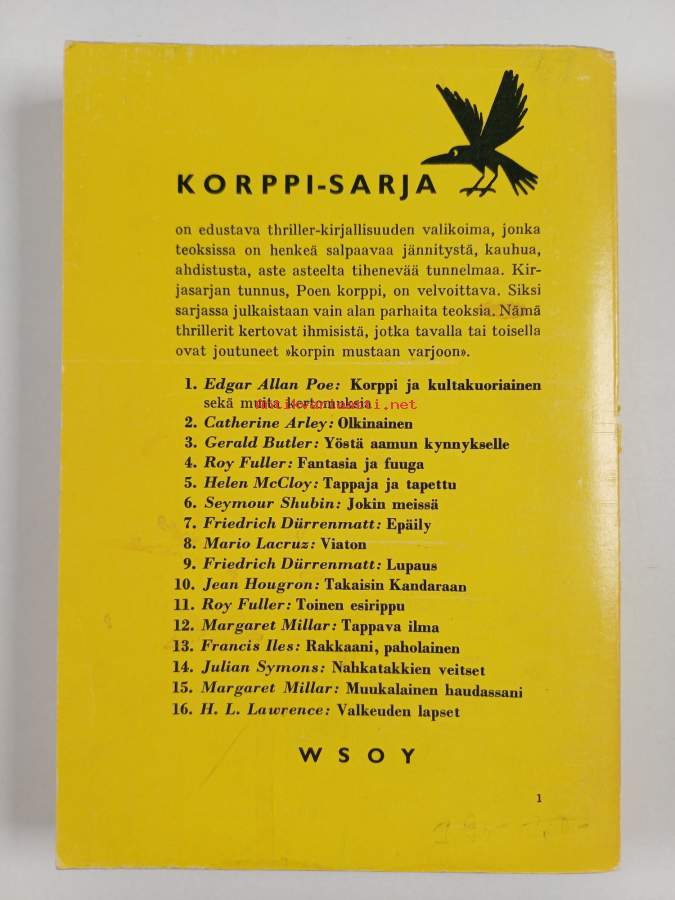 KORPPI-SARJA
on edustava thriller-kirjallisuuden valikoima, jonka
teoksissa on henkeä salpaavaa jännitystä, kauhua,
ahdistusta, aste asteelta tihenevää tunnelmaa. Kir-
jasarjan tunnus, Poen korppi, on velvoittava. Siksi
sarjassa julkaistaan vain alan parhaita teoksia. Nämä
thrillerit kertovat ihmisistä, jotka tavalla tai toisella
ovat joutuneet »korpin mustaan varjoon».
1. Edgar Allan Poe: Korppi ja kultakuoriainen
sekä muita kertomuksia
antikvariaatti.net
2. Catherine Arley: Olkinainen
3. Gerald Butler: Yöstä aamun kynnykselle
4. Roy Fuller: Fantasia ja fuuga
5. Helen McCloy: Tappaja ja tapettu
6. Seymour Shubin: Jokin meissä
7. Friedrich Dürrenmatt: Epäily
8. Mario Lacruz: Viaton
9. Friedrich Dürrenmatt: Lupaus
10. Jean Hougron: Takaisin Kandaraan
11. Roy Fuller: Toinen esirippu
12. Margaret Millar: Tappava ilma
13. Francis Iles: Rakkaani, paholainen
14. Julian Symons: Nahkatakkien veitset
15. Margaret Millar: Muukalainen haudassani
16. H. L. Lawrence: Valkeuden lapset
WSOY
1